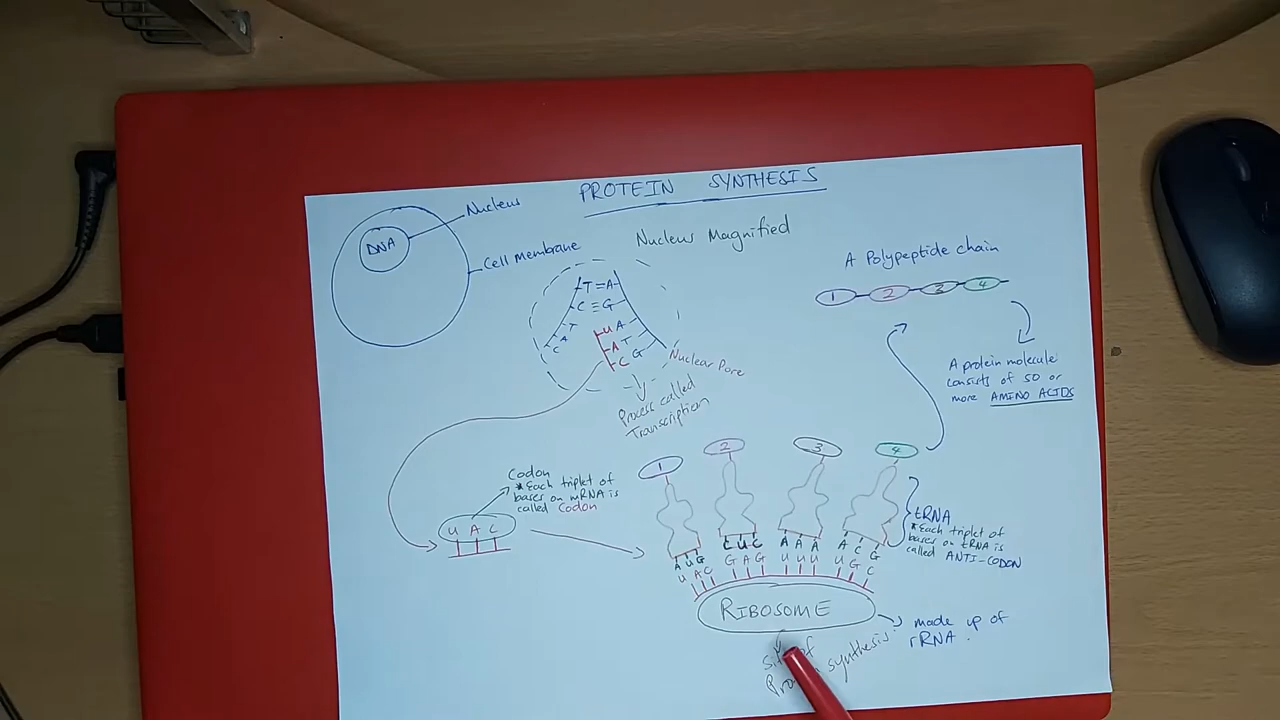 PROTEIN SYNTHESIS
Nucleus
DNA
Cell Membrane
Nucleus Magnified
T=A
C≡G
T
A
C
U A
A T
C G
Nuclear Pore
Process called
Transcription
A Polypeptide chain
1 2 3 4
A protein molecule
consists of 50 or
more AMINO ACIDS
Codon
*Each triplet of
bases on mRNA is
called Codon
U A C
1 2 3 4
tRNA
*Each triplet of
bases on tRNA is
called ANTI-CODON
A U G C U C A A A A C G
U A C G A G U U U U G C
RIBOSOME
made up of
rRNA.
of
synthesis.